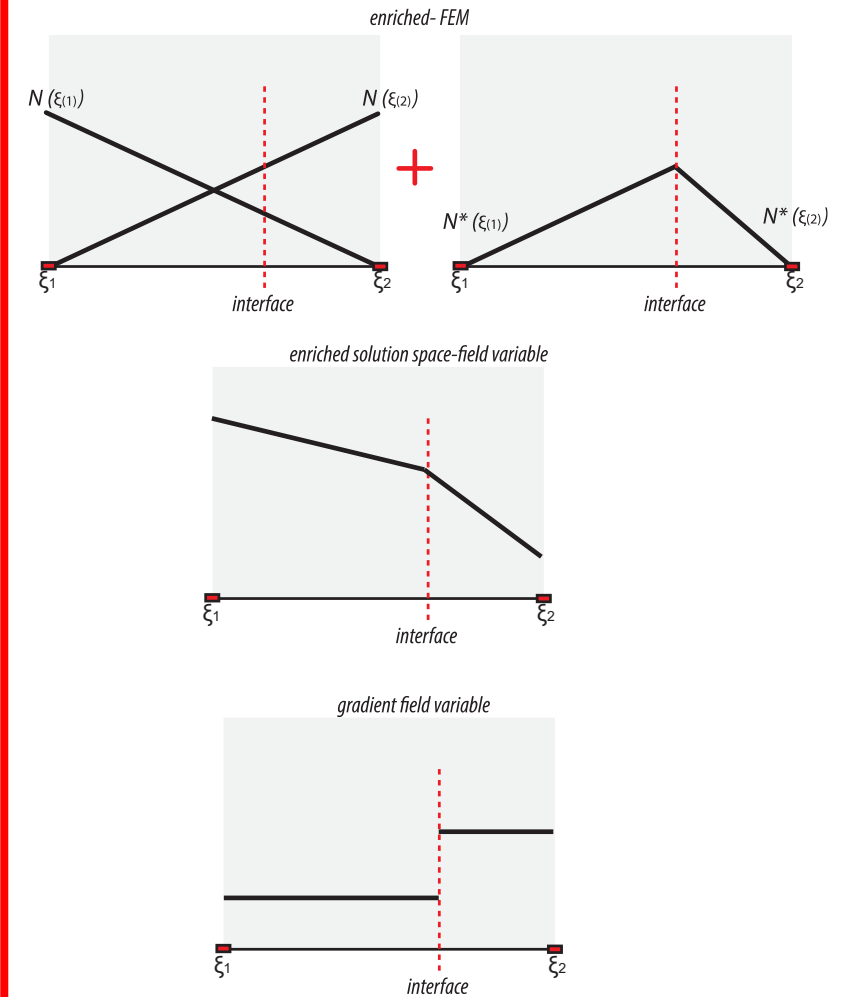 enriched- FEM
N (ξ(1))
N (ξ(2))
+
N* (ξ(1))
N* (ξ(2))
ξ1
ξ2
ξ1
ξ2
interface
interface
enriched solution space-field variable
ξ1
ξ2
interface
gradient field variable
ξ1
ξ2
interface